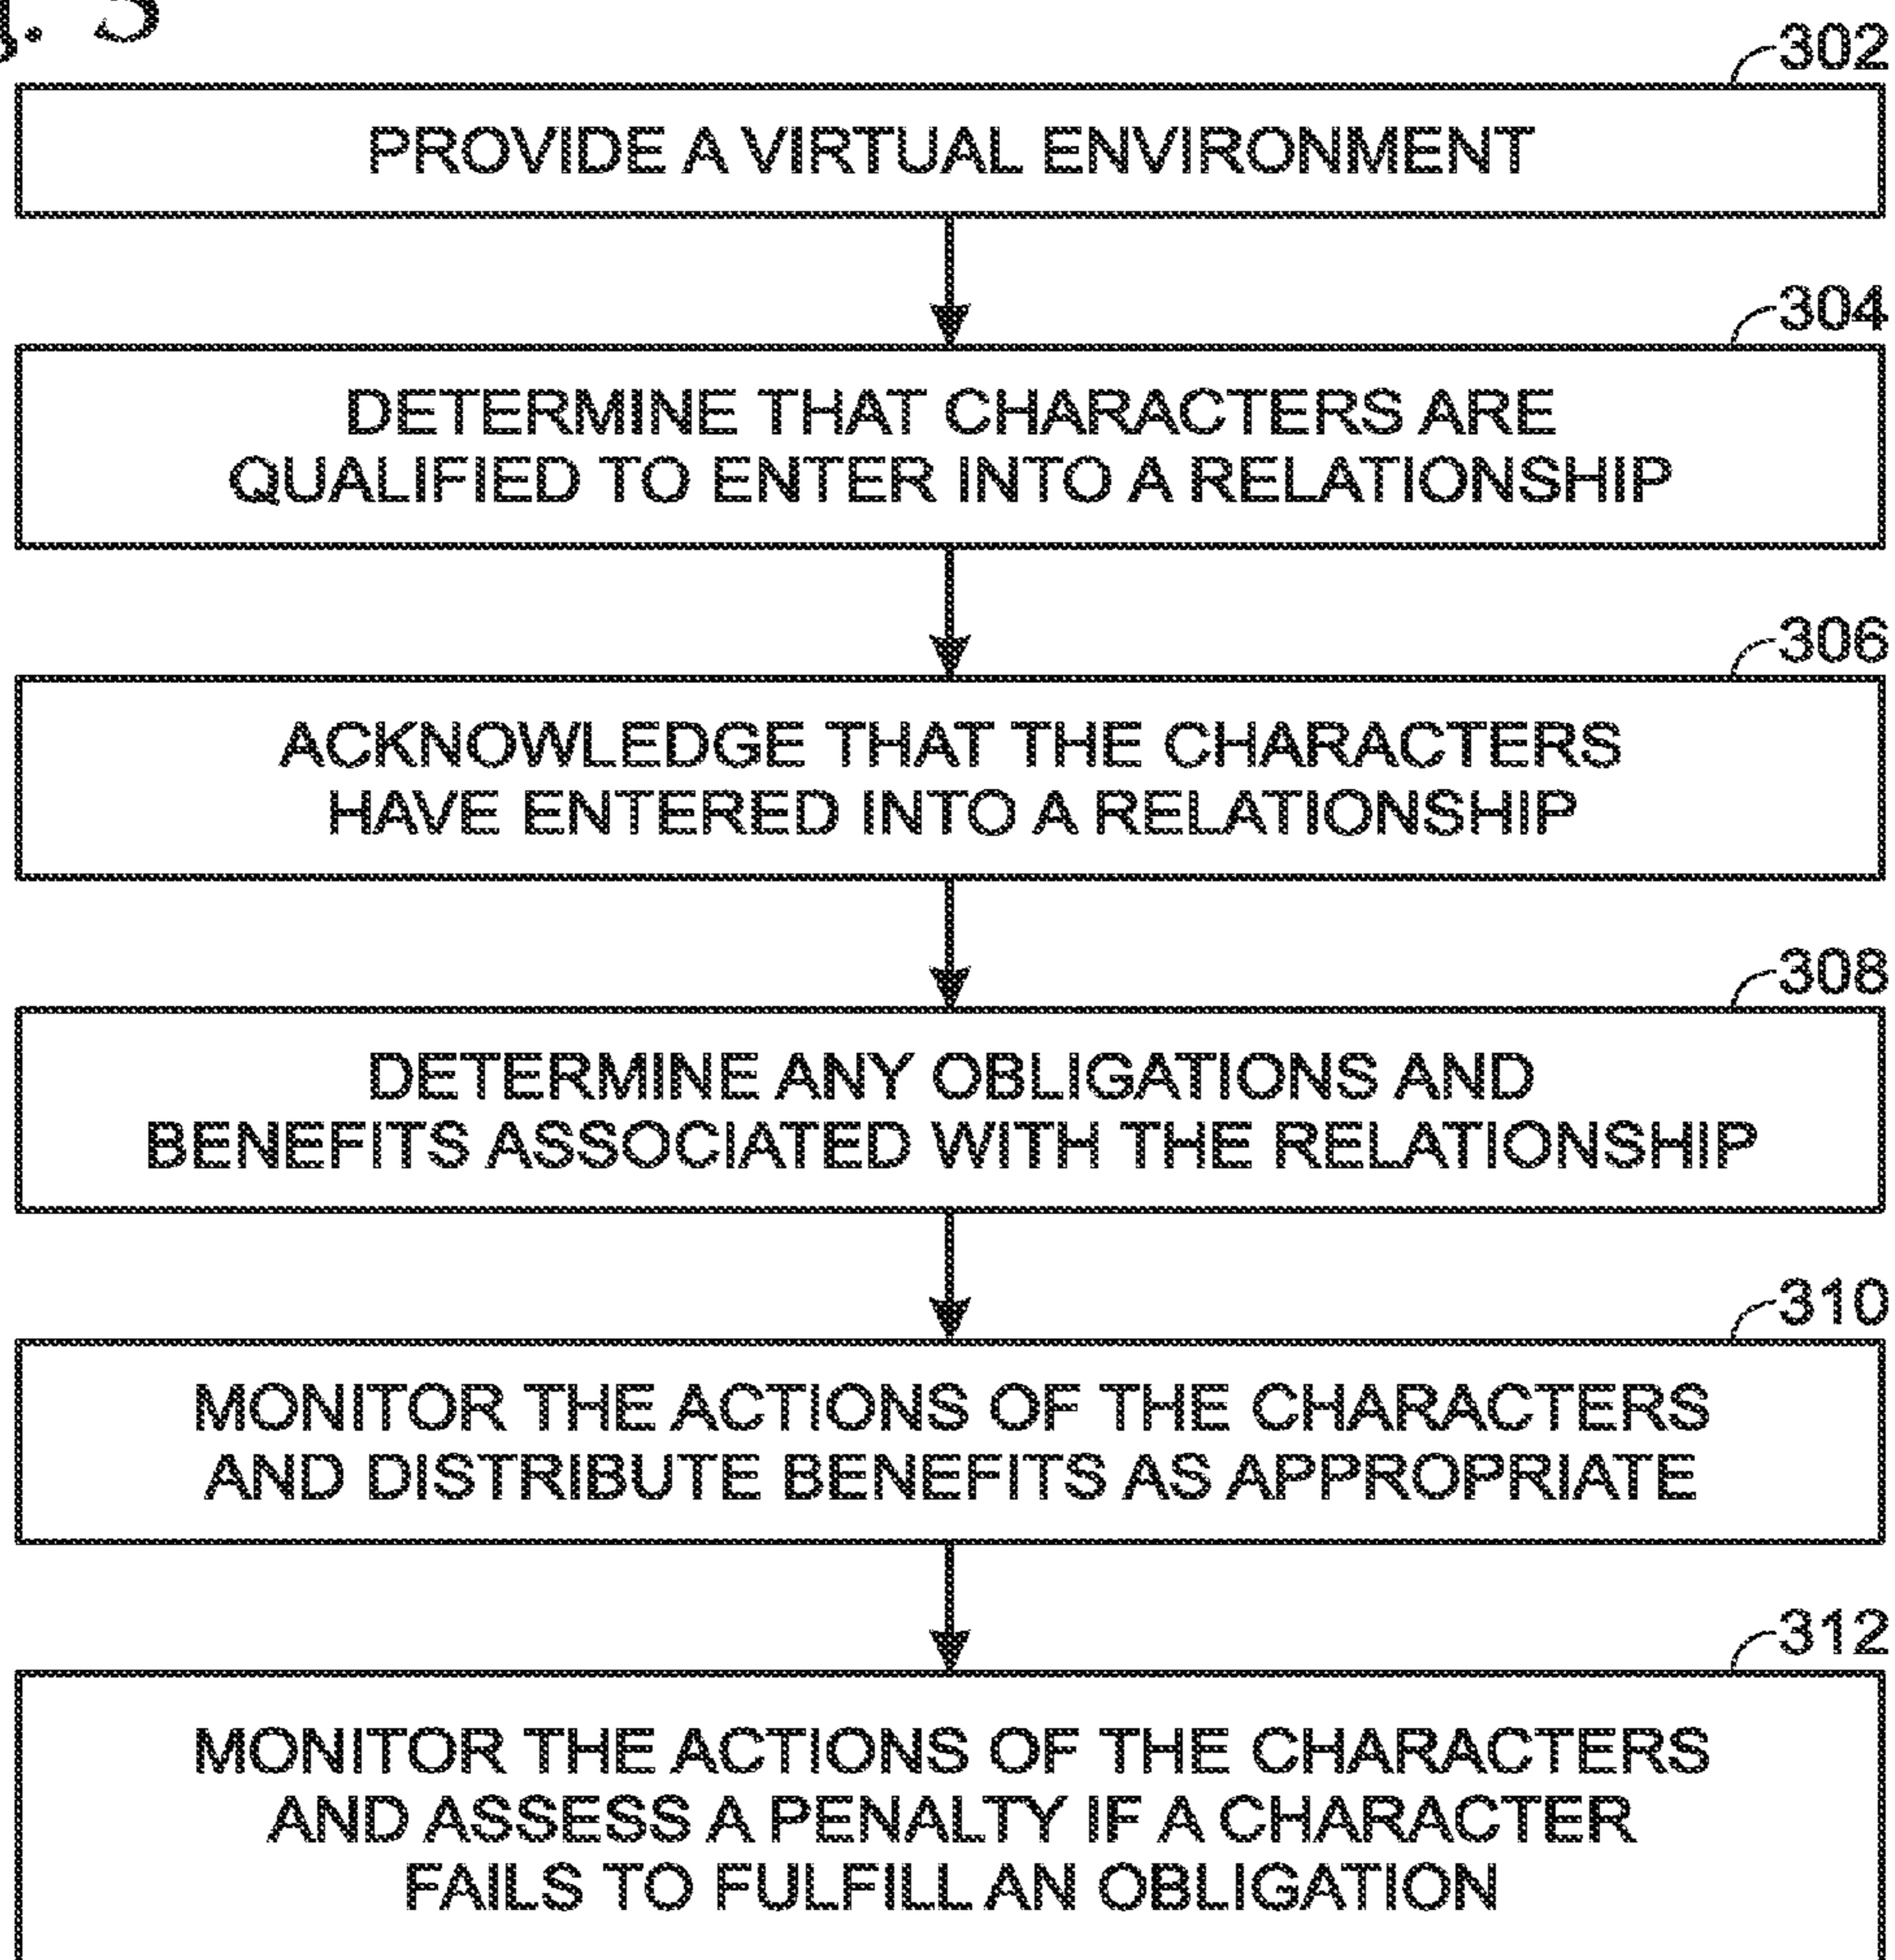 . 3
302
PROVIDE A VIRTUAL ENVIRONMENT
304
DETERMINE THAT CHARACTERS ARE
QUALIFIED TO ENTER INTO A RELATIONSHIP
306
ACKNOWLEDGE THAT THE CHARACTERS
HAVE ENTERED INTO A RELATIONSHIP
308
DETERMINE ANY OBLIGATIONS AND
BENEFITS ASSOCIATED WITH THE RELATIONSHIP
310
MONITOR THE ACTIONS OF THE CHARACTERS
AND DISTRIBUTE BENEFITS AS APPROPRIATE
312
MONITOR THE ACTIONS OF THE CHARACTERS
AND ASSESS A PENALTY IF A CHARACTER
FAILS TO FULFILL AN OBLIGATION